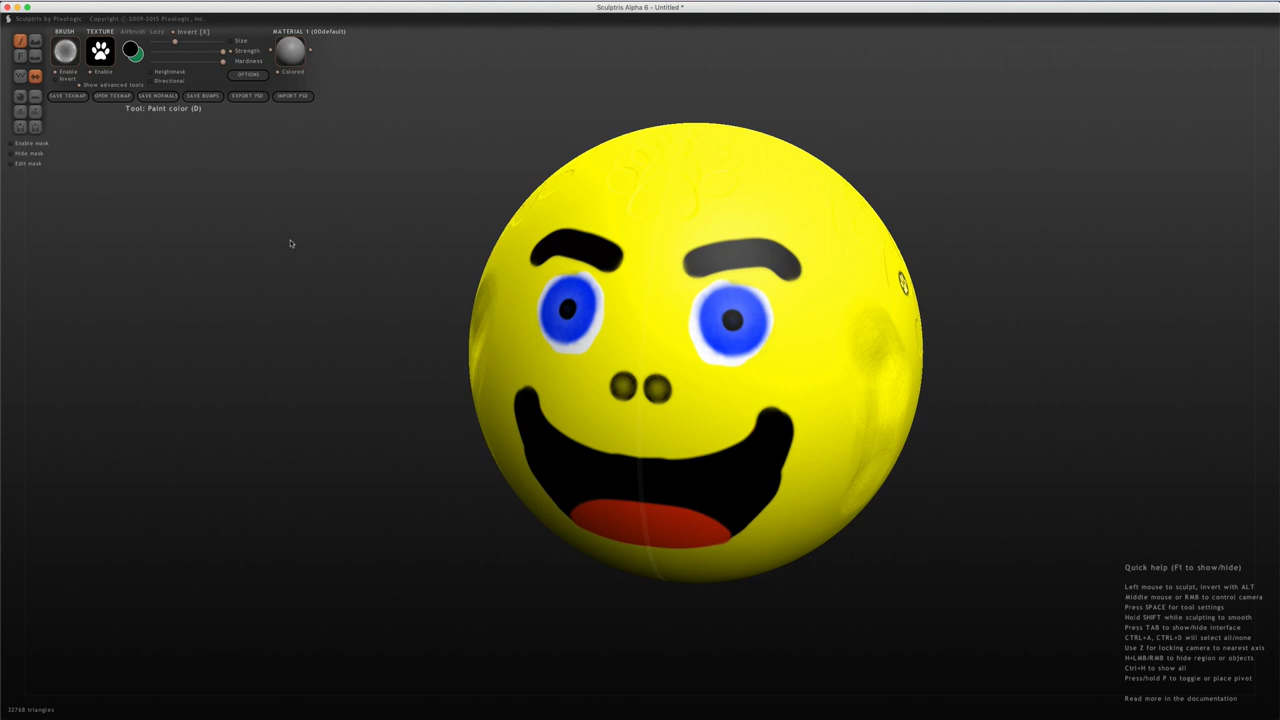 Sculptris Alpha 6 - Untitled *
Sculptris by Pixologic Copyright (C)2009-2015 Pixologic, Inc.
BRUSH TEXTURE Airbrush Lazy Invert [X] MATERIAL 1 (00default)
Size
Strength
Hardness
Enable Enable Heightmask OPTIONS Colored
Invert Directional
Show advanced tools
SAVE TEXMAP OPEN TEXMAP SAVE NORMALS SAVE BUMPS EXPORT PSD IMPORT PSD
Tool: Paint color (D)
F
W
Enable mask
Hide mask
Edit mask
Quick help (F1 to show/hide)
Left mouse to sculpt, invert with ALT
Middle mouse or RMB to control camera
Press SPACE for tool settings
Hold SHIFT while sculpting to smooth
Press TAB to show/hide interface
CTRL+A, CTRL+D will select all/none
Use Z for locking camera to nearest axis
H+LMB/RMB to hide region or objects
Ctrl+H to show all
Press/hold P to toggle or place pivot
Read more in the documentation
32768 triangles